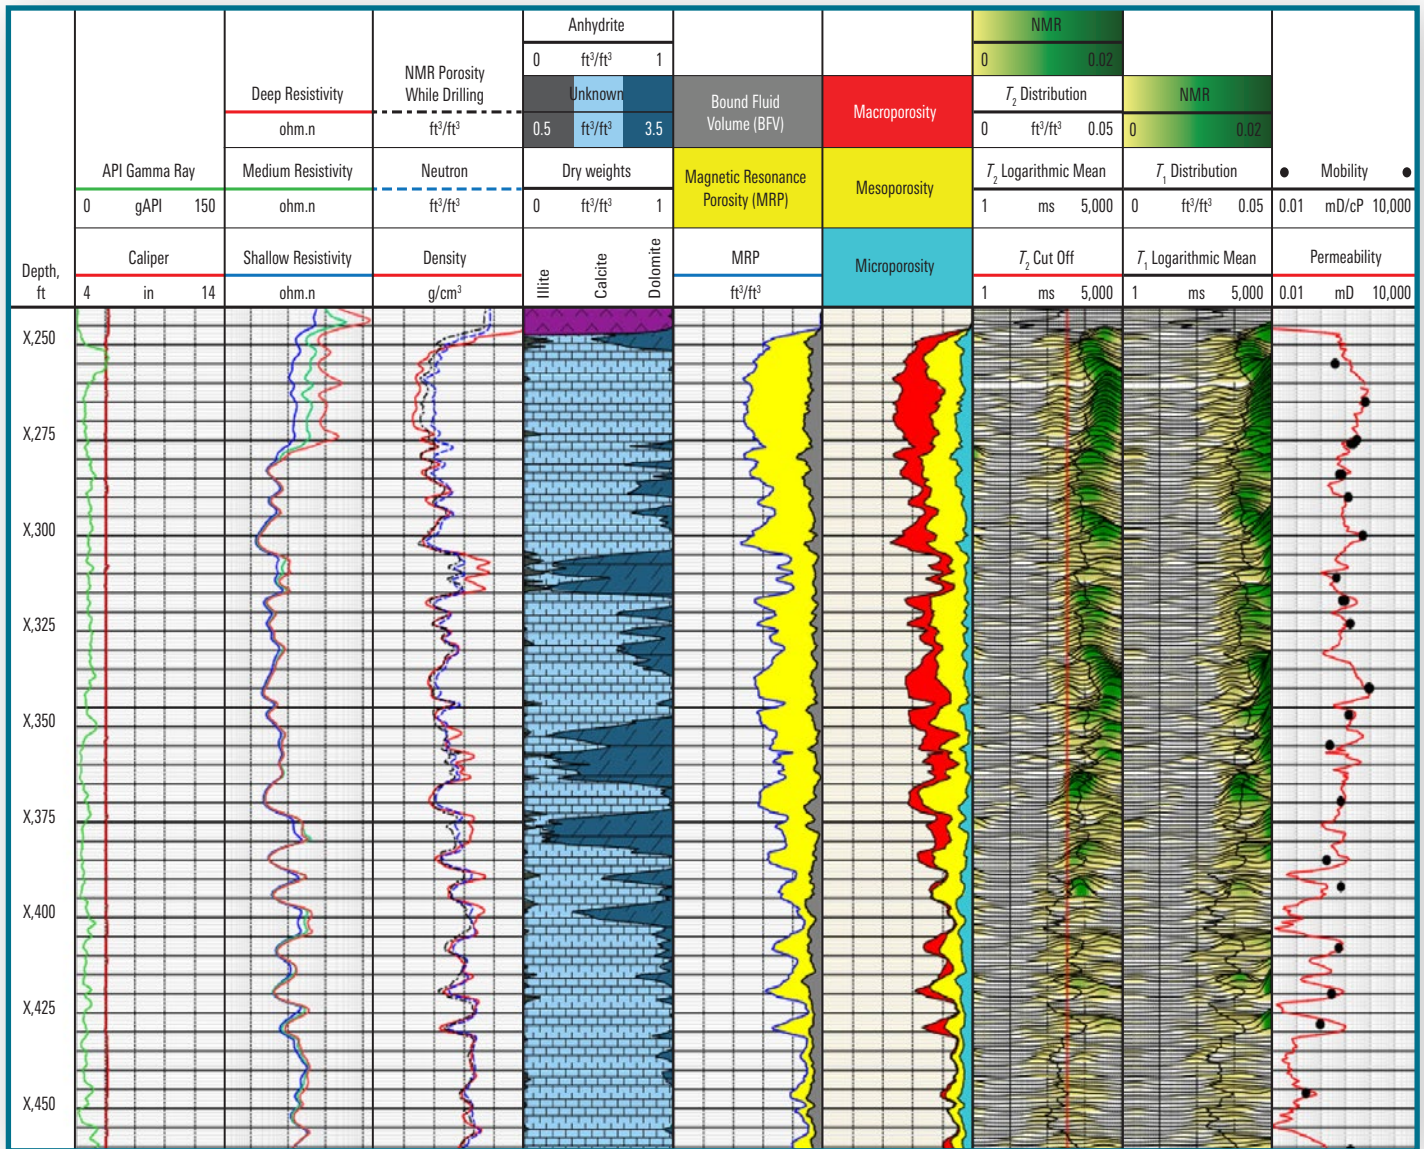 Depth,
ft
API Gamma Ray
0 gAPI 150
Caliper
4 in 14
Deep Resistivity
ohm.n
Medium Resistivity
ohm.n
Shallow Resistivity
ohm.n
NMR Porosity
While Drilling
ft³/ft³
Neutron
ft³/ft³
Density
g/cm³
Anhydrite
0 ft³/ft³ 1
Unknown
0.5 ft³/ft³ 3.5
Dry weights
0 ft³/ft³ 1
Illite
Calcite
Dolomite
Bound Fluid
Volume (BFV)
Magnetic Resonance
Porosity (MRP)
MRP
ft³/ft³
Macroporosity
Mesoporosity
Microporosity
NMR
0 0.02
T₂ Distribution
0 ft³/ft³ 0.05
T₂ Logarithmic Mean
1 ms 5,000
T₂ Cut Off
1 ms 5,000
NMR
0 0.02
T₁ Distribution
0 ft³/ft³ 0.05
T₁ Logarithmic Mean
1 ms 5,000
Mobility
0.01 mD/cP 10,000
Permeability
0.01 mD 10,000
X,250
X,275
X,300
X,325
X,350
X,375
X,400
X,425
X,450